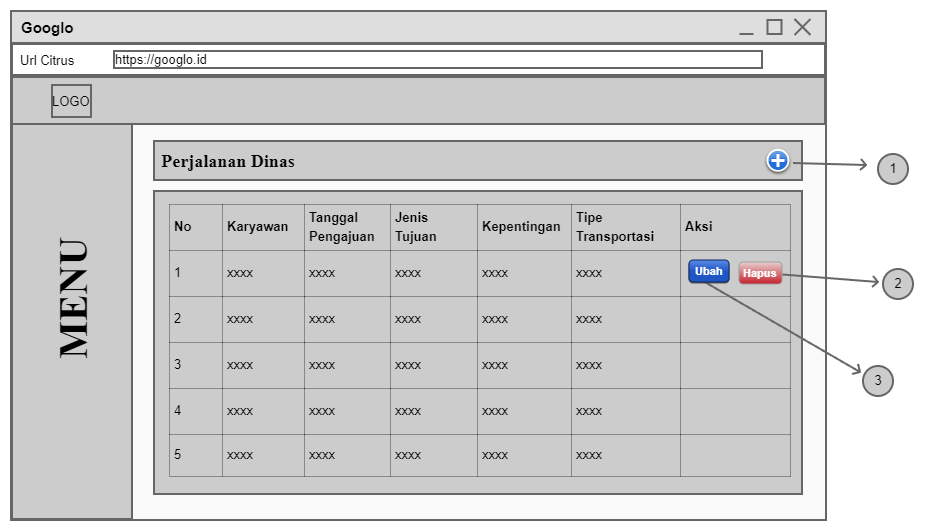 Googlo
Url Citrus https://googlo.id
LOGO
MENU
Perjalanan Dinas
1
No Karyawan Tanggal Pengajuan Jenis Tujuan Kepentingan Tipe Transportasi Aksi
1 xxxx xxxx xxxx xxxx xxxx Ubah Hapus
2
2 xxxx xxxx xxxx xxxx xxxx
3 xxxx xxxx xxxx xxxx xxxx
3
4 xxxx xxxx xxxx xxxx xxxx
5 xxxx xxxx xxxx xxxx xxxx